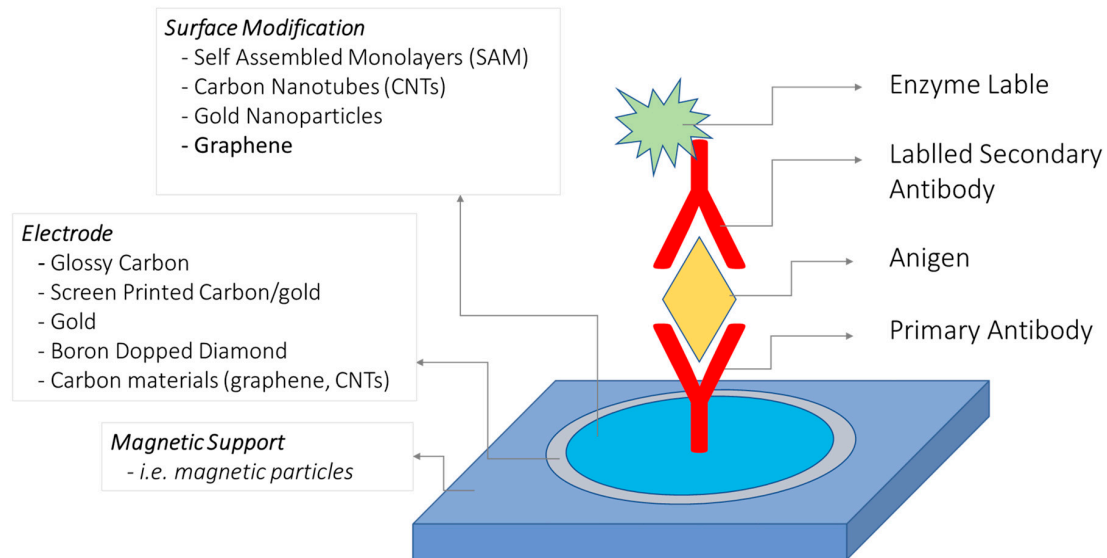 Surface Modification
- Self Assembled Monolayers (SAM)
- Carbon Nanotubes (CNTs)
- Gold Nanoparticles
- Graphene
Electrode
- Glossy Carbon
- Screen Printed Carbon/gold
- Gold
- Boron Dopped Diamond
- Carbon materials (graphene, CNTs)
Magnetic Support
- i.e. magnetic particles
Enzyme Lable
Lablled Secondary
Antibody
Anigen
Primary Antibody